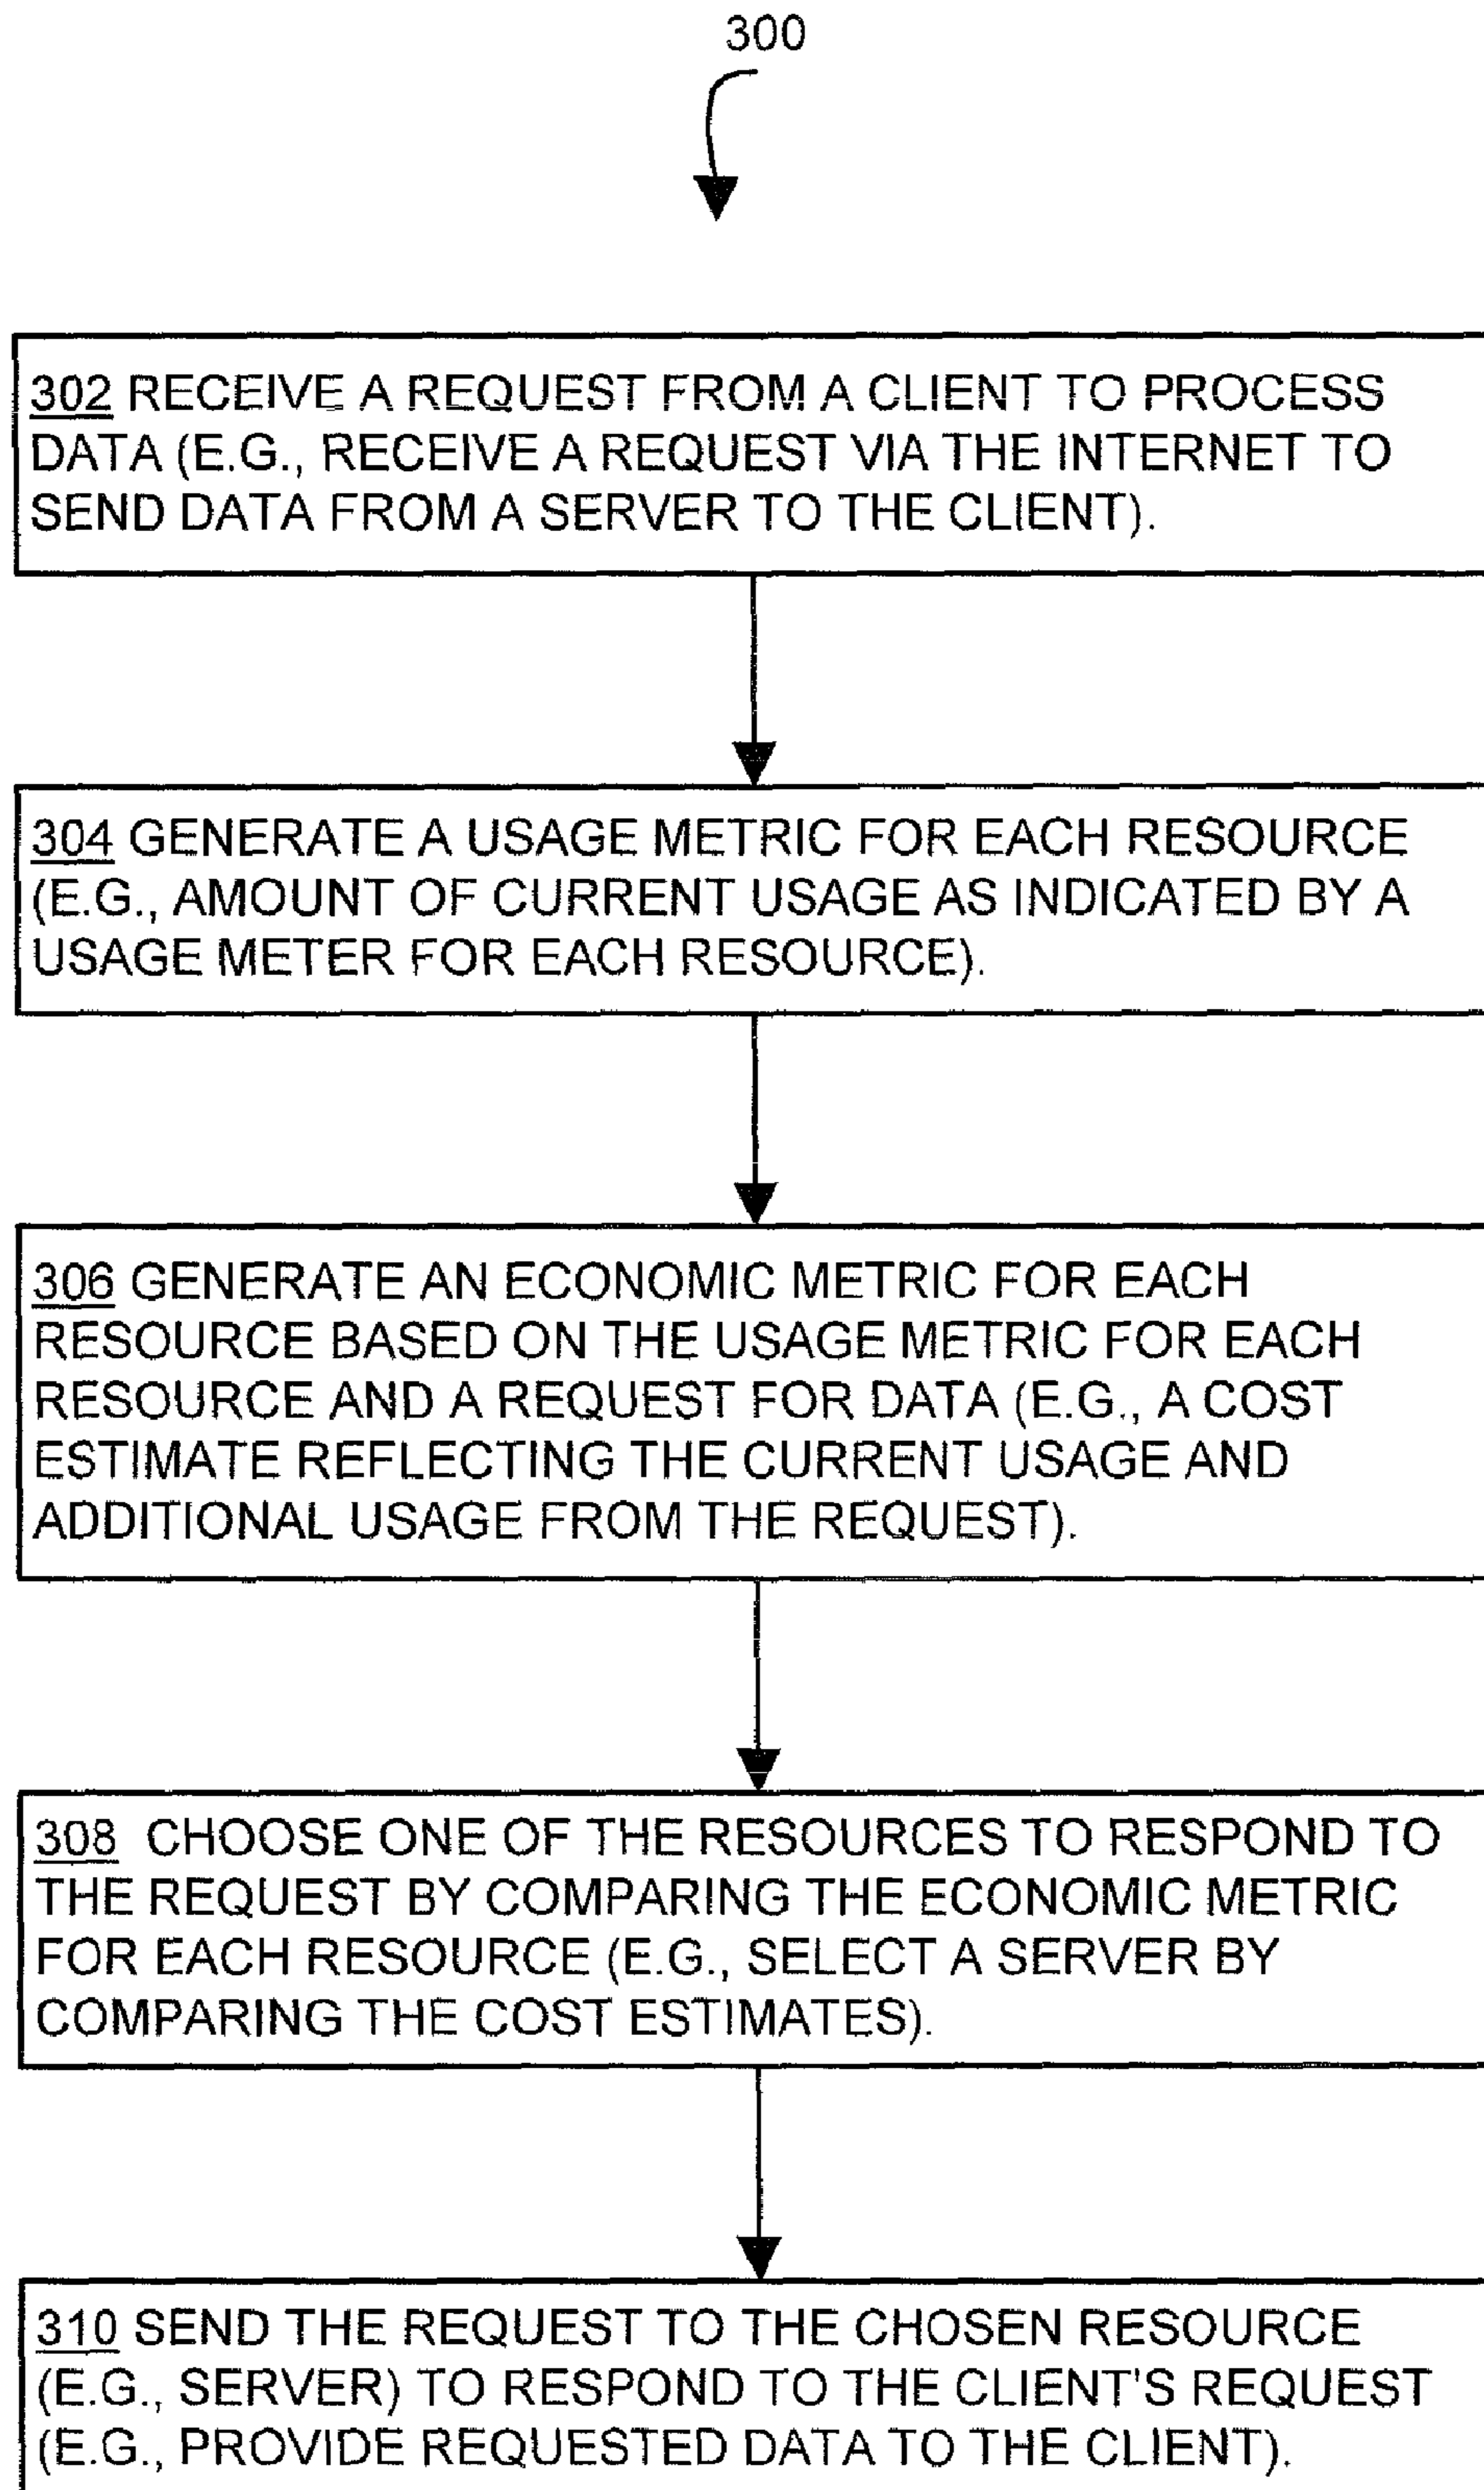 300
302 RECEIVE A REQUEST FROM A CLIENT TO PROCESS
DATA (E.G., RECEIVE A REQUEST VIA THE INTERNET TO
SEND DATA FROM A SERVER TO THE CLIENT).
304 GENERATE A USAGE METRIC FOR EACH RESOURCE
(E.G., AMOUNT OF CURRENT USAGE AS INDICATED BY A
USAGE METER FOR EACH RESOURCE).
306 GENERATE AN ECONOMIC METRIC FOR EACH
RESOURCE BASED ON THE USAGE METRIC FOR EACH
RESOURCE AND A REQUEST FOR DATA (E.G., A COST
ESTIMATE REFLECTING THE CURRENT USAGE AND
ADDITIONAL USAGE FROM THE REQUEST).
308 CHOOSE ONE OF THE RESOURCES TO RESPOND TO
THE REQUEST BY COMPARING THE ECONOMIC METRIC
FOR EACH RESOURCE (E.G., SELECT A SERVER BY
COMPARING THE COST ESTIMATES).
310 SEND THE REQUEST TO THE CHOSEN RESOURCE
(E.G., SERVER) TO RESPOND TO THE CLIENT'S REQUEST
(E.G., PROVIDE REQUESTED DATA TO THE CLIENT).